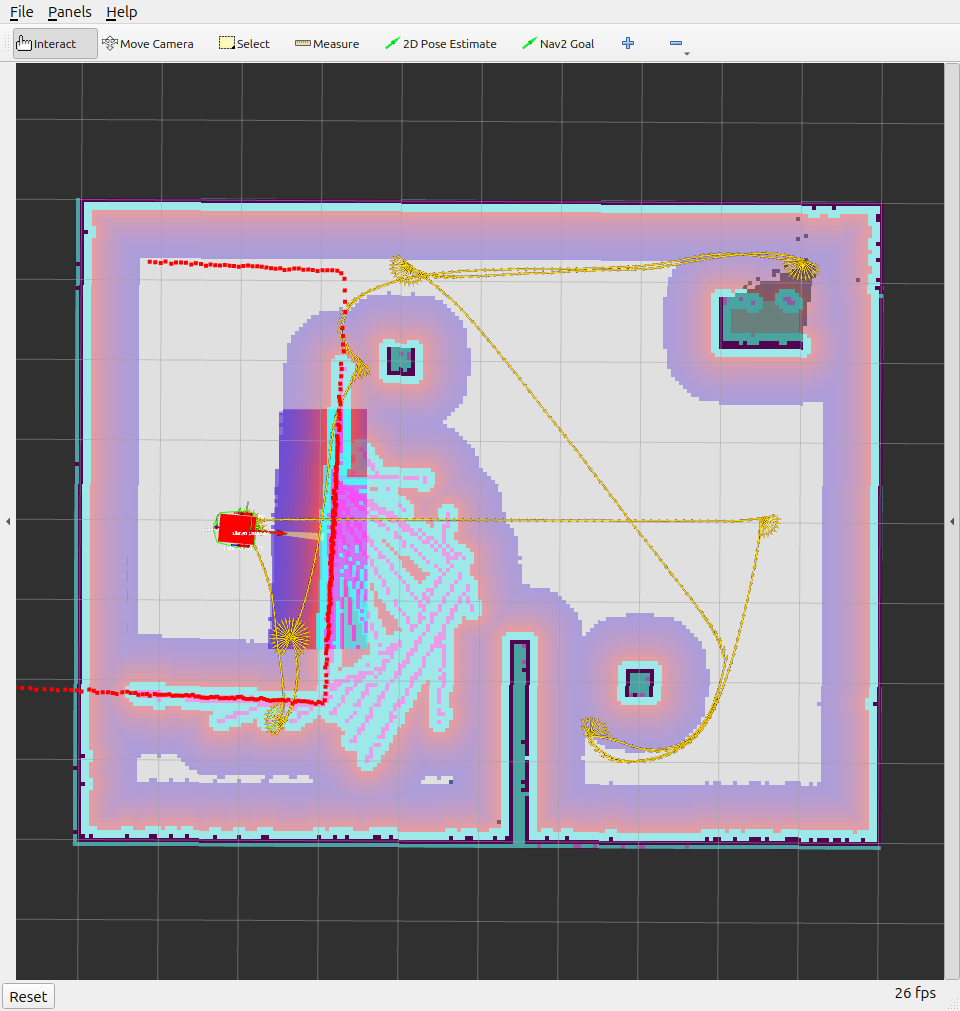 File Panels Help
Interact Move Camera Select Measure 2D Pose Estimate Nav2 Goal
Reset 26 fps